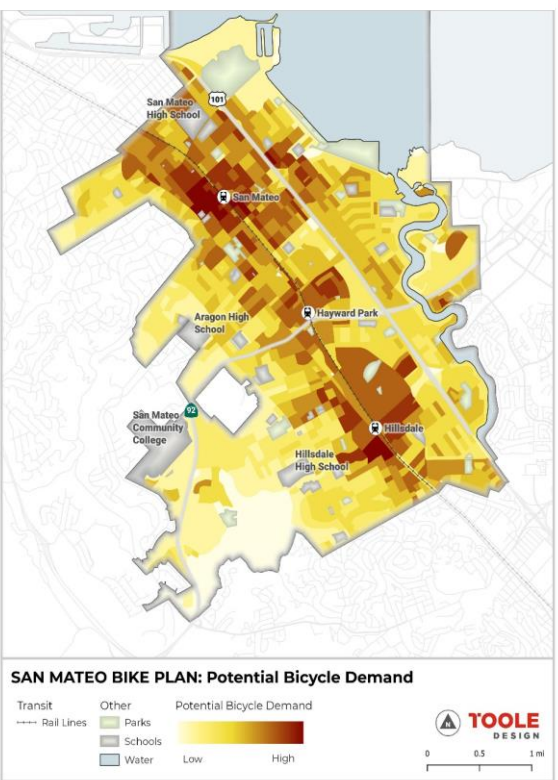 San Mateo
High School
101
San Mateo
Hayward Park
Aragon High
School
92
San Mateo
Community
College
Hillsdale
Hillsdale
High School
SAN MATEO BIKE PLAN: Potential Bicycle Demand
Transit
Rail Lines
Other
Parks
Schools
Water
Potential Bicycle Demand
Low High
N
TOOLE
DESIGN
0 0.5 1 mi